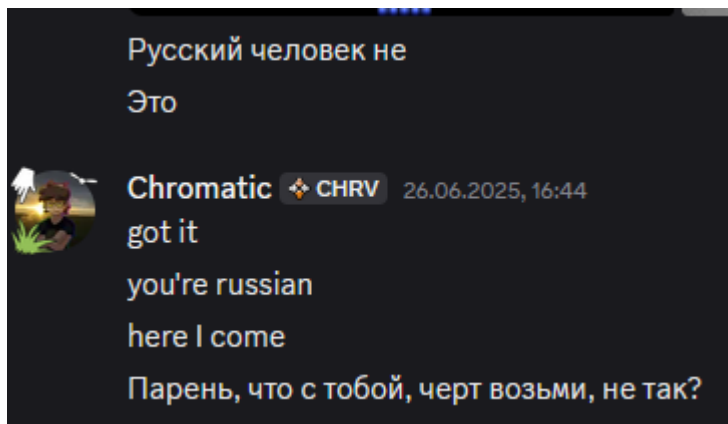 Русский человек не
Это
Chromatic CHRV 26.06.2025, 16:44
got it
you're russian
here I come
Парень, что с тобой, черт возьми, не так?